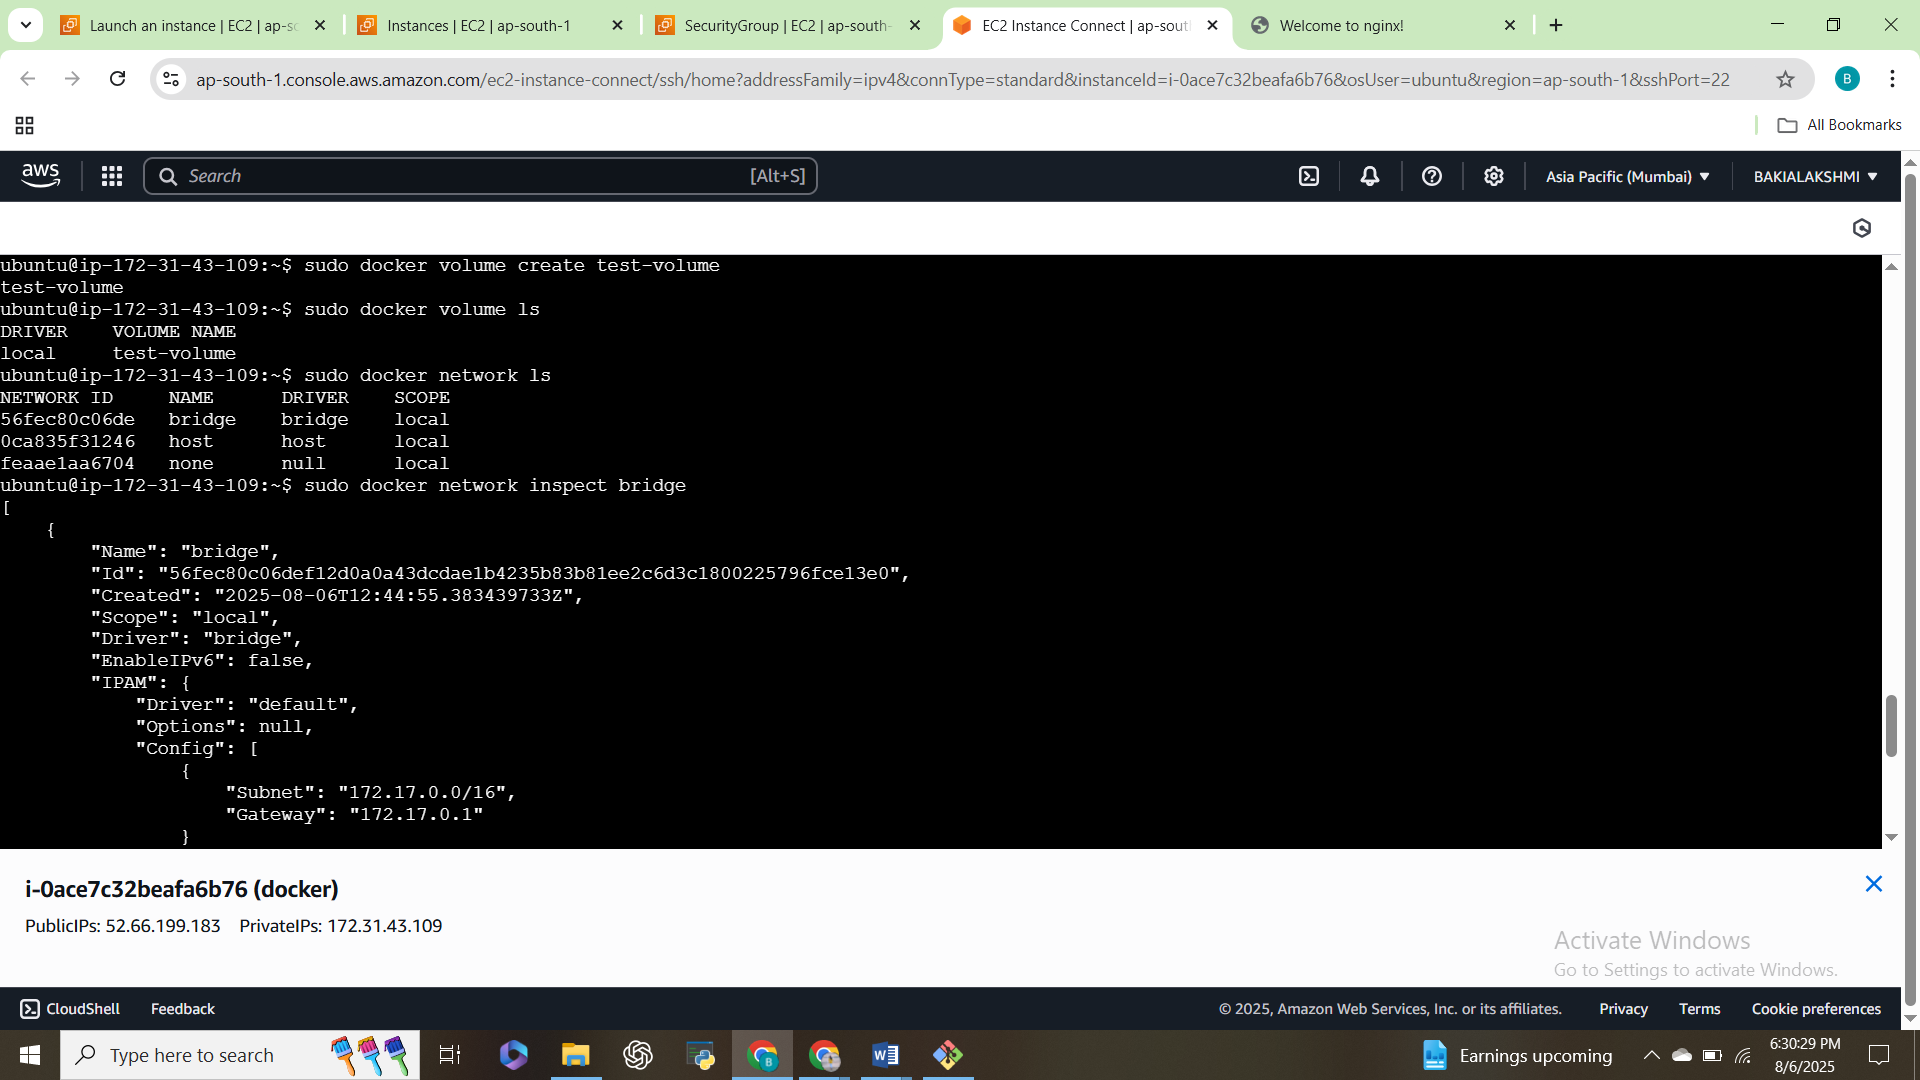 Launch an instance | EC2 | ap-sc
Instances | EC2 | ap-south-1
SecurityGroup | EC2 | ap-south-
EC2 Instance Connect | ap-sout
Welcome to nginx!
ap-south-1.console.aws.amazon.com/ec2-instance-connect/ssh/home?addressFamily=ipv4&connType=standard&instanceId=i-0ace7c32beafa6b76&osUser=ubuntu&region=ap-south-1&sshPort=22
B
All Bookmarks
aws
Search
[Alt+S]
Asia Pacific (Mumbai)
BAKIALAKSHMI
ubuntu@ip-172-31-43-109:~$ sudo docker volume create test-volume
test-volume
ubuntu@ip-172-31-43-109:~$ sudo docker volume ls
DRIVER    VOLUME NAME
local     test-volume
ubuntu@ip-172-31-43-109:~$ sudo docker network ls
NETWORK ID     NAME      DRIVER    SCOPE
56fec80c06de   bridge    bridge    local
0ca835f31246   host      host      local
feaae1aa6704   none      null      local
ubuntu@ip-172-31-43-109:~$ sudo docker network inspect bridge
[
    {
        "Name": "bridge",
        "Id": "56fec80c06def12d0a0a43dcdae1b4235b83b81ee2c6d3c1800225796fce13e0",
        "Created": "2025-08-06T12:44:55.383439733Z",
        "Scope": "local",
        "Driver": "bridge",
        "EnableIPv6": false,
        "IPAM": {
            "Driver": "default",
            "Options": null,
            "Config": [
                {
                    "Subnet": "172.17.0.0/16",
                    "Gateway": "172.17.0.1"
                }
i-0ace7c32beafa6b76 (docker)
PublicIPs: 52.66.199.183    PrivateIPs: 172.31.43.109
Activate Windows
Go to Settings to activate Windows.
CloudShell
Feedback
© 2025, Amazon Web Services, Inc. or its affiliates.
Privacy
Terms
Cookie preferences
Type here to search
Earnings upcoming
6:30:29 PM
8/6/2025